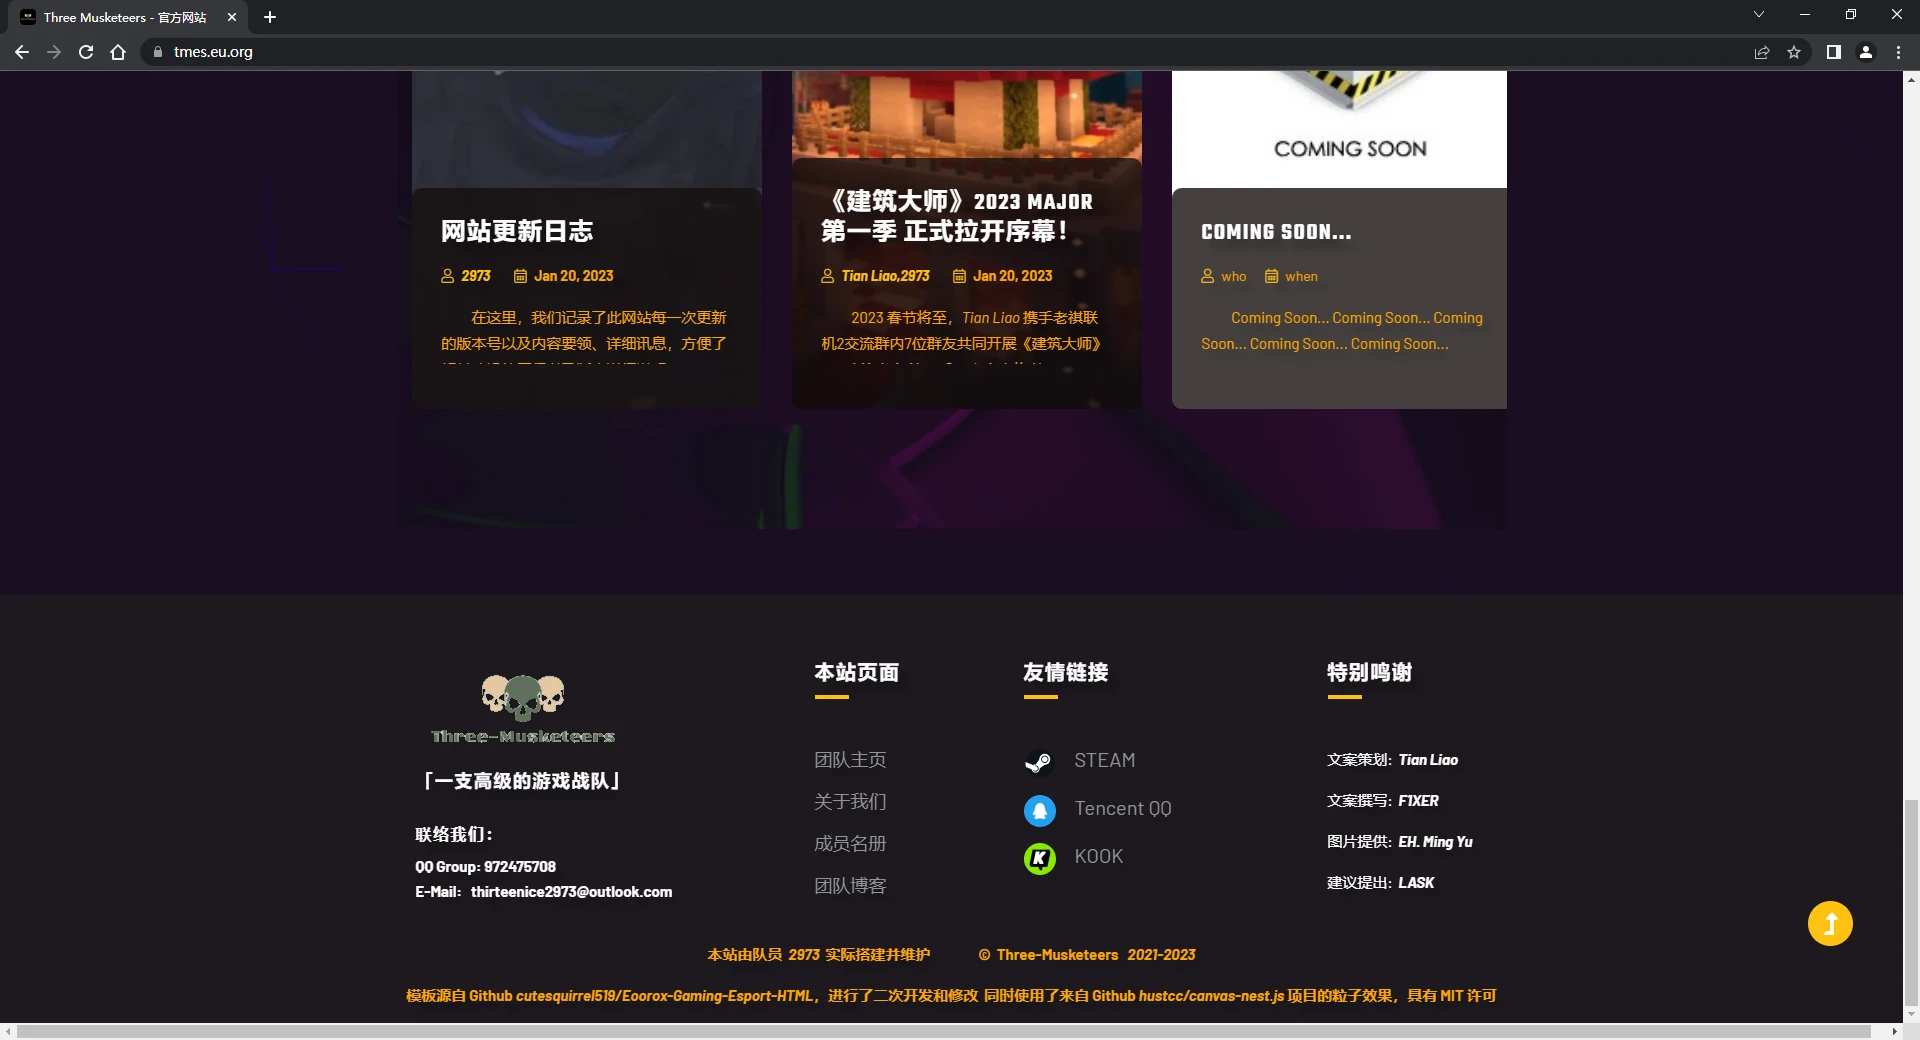 Three Musketeers - 官方网站
tmes.eu.org
COMING SOON
网站更新日志
2973 Jan 20, 2023
在这里，我们记录了此网站每一次更新
的版本号以及内容要领、详细讯息，方便了
《建筑大师》2023 MAJOR
第一季 正式拉开序幕！
Tian Liao,2973 Jan 20, 2023
2023 春节将至，Tian Liao 携手老祺联
机2交流群内7位群友共同开展《建筑大师》
COMING SOON...
who when
Coming Soon... Coming Soon... Coming
Soon... Coming Soon... Coming Soon...
Three-Musketeers
「一支高级的游戏战队」
联络我们：
QQ Group: 972475708
E-Mail：thirteenice2973@outlook.com
本站页面
团队主页
关于我们
成员名册
团队博客
友情链接
STEAM
Tencent QQ
KOOK
特别鸣谢
文案策划: Tian Liao
文案撰写: F1XER
图片提供: EH. Ming Yu
建议提出: LASK
本站由队员 2973 实际搭建并维护 © Three-Musketeers 2021-2023
模板源自 Github cutesquirrel519/Eoorox-Gaming-Esport-HTML，进行了二次开发和修改 同时使用了来自 Github hustcc/canvas-nest.js 项目的粒子效果，具有 MIT 许可